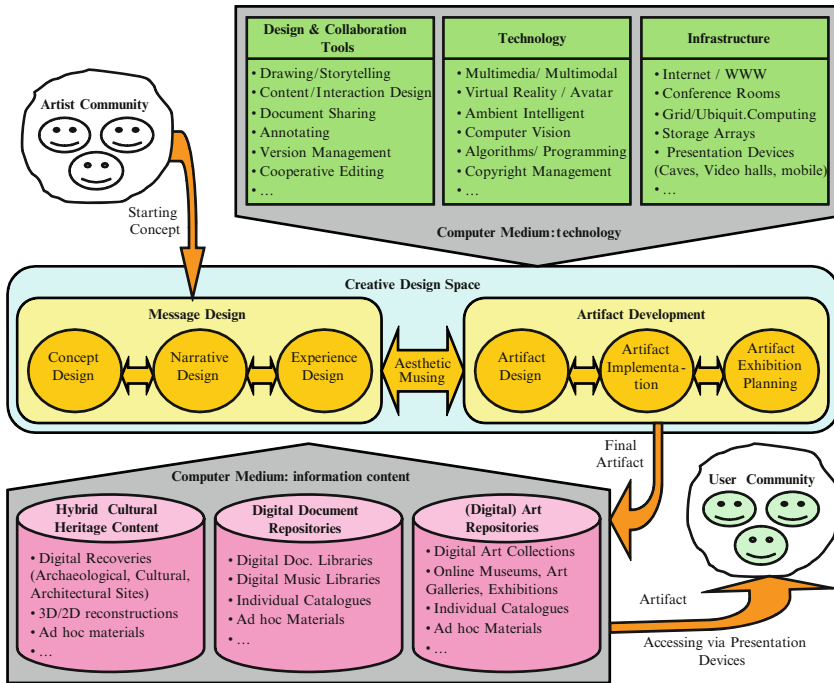 Design & Collaboration
Tools
• Drawing/Storytelling
• Content/Interaction Design
• Document Sharing
• Annotating
• Version Management
• Cooperative Editing
• …
Technology
• Multimedia/ Multimodal
• Virtual Reality / Avatar
• Ambient Intelligent
• Computer Vision
• Algorithms/ Programming
• Copyright Management
• …
Infrastructure
• Internet / WWW
• Conference Rooms
• Grid/Ubiquit.Computing
• Storage Arrays
• Presentation Devices
(Caves, Video halls, mobile)
• …
Computer Medium:technology
Artist Community
Starting
Concept
Creative Design Space
Message Design
Concept
Design
Narrative
Design
Experience
Design
Aesthetic
Musing
Artifact Development
Artifact
Design
Artifact
Implementa-
tion
Artifact
Exhibition
Planning
Final
Artifact
Computer Medium: information content
Hybrid Cultural
Heritage Content
• Digital Recoveries
(Archaeological, Cultural,
Architectural Sites)
• 3D/2D reconstructions
• Ad hoc materials
• …
Digital Document
Repositories
• Digital Doc. Libraries
• Digital Music Libraries
• Individual Catalogues
• Ad hoc Materials
• …
(Digital) Art
Repositories
• Digital Art Collections
• Online Museums, Art
Galleries, Exhibitions
• Individual Catalogues
• Ad hoc Materials
• …
User Community
Artifact
Accessing via Presentation
Devices